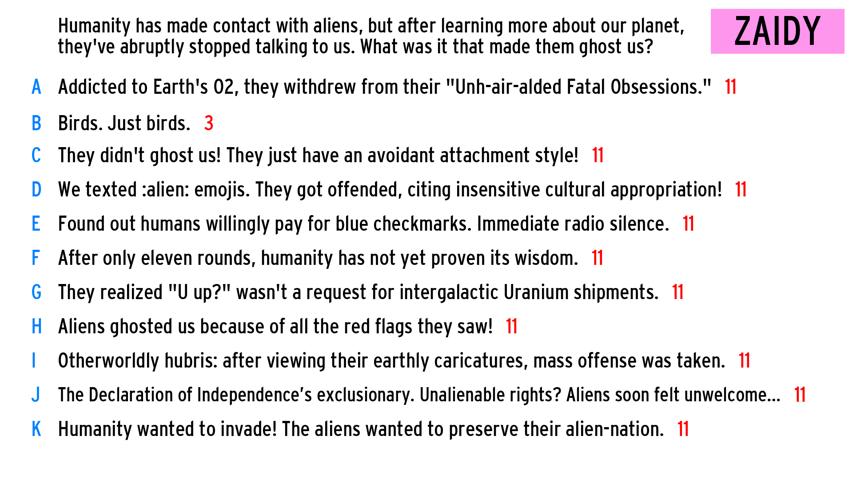 Humanity has made contact with aliens, but after learning more about our planet,
they've abruptly stopped talking to us. What was it that made them ghost us?
ZAIDY
A Addicted to Earth's O2, they withdrew from their "Unh-air-alded Fatal Obsessions." 11
B Birds. Just birds. 3
C They didn't ghost us! They just have an avoidant attachment style! 11
D We texted :alien: emojis. They got offended, citing insensitive cultural appropriation! 11
E Found out humans willingly pay for blue checkmarks. Immediate radio silence. 11
F After only eleven rounds, humanity has not yet proven its wisdom. 11
G They realized "U up?" wasn't a request for intergalactic Uranium shipments. 11
H Aliens ghosted us because of all the red flags they saw! 11
I Otherworldly hubris: after viewing their earthly caricatures, mass offense was taken. 11
J The Declaration of Independence's exclusionary. Unalienable rights? Aliens soon felt unwelcome... 11
K Humanity wanted to invade! The aliens wanted to preserve their alien-nation. 11